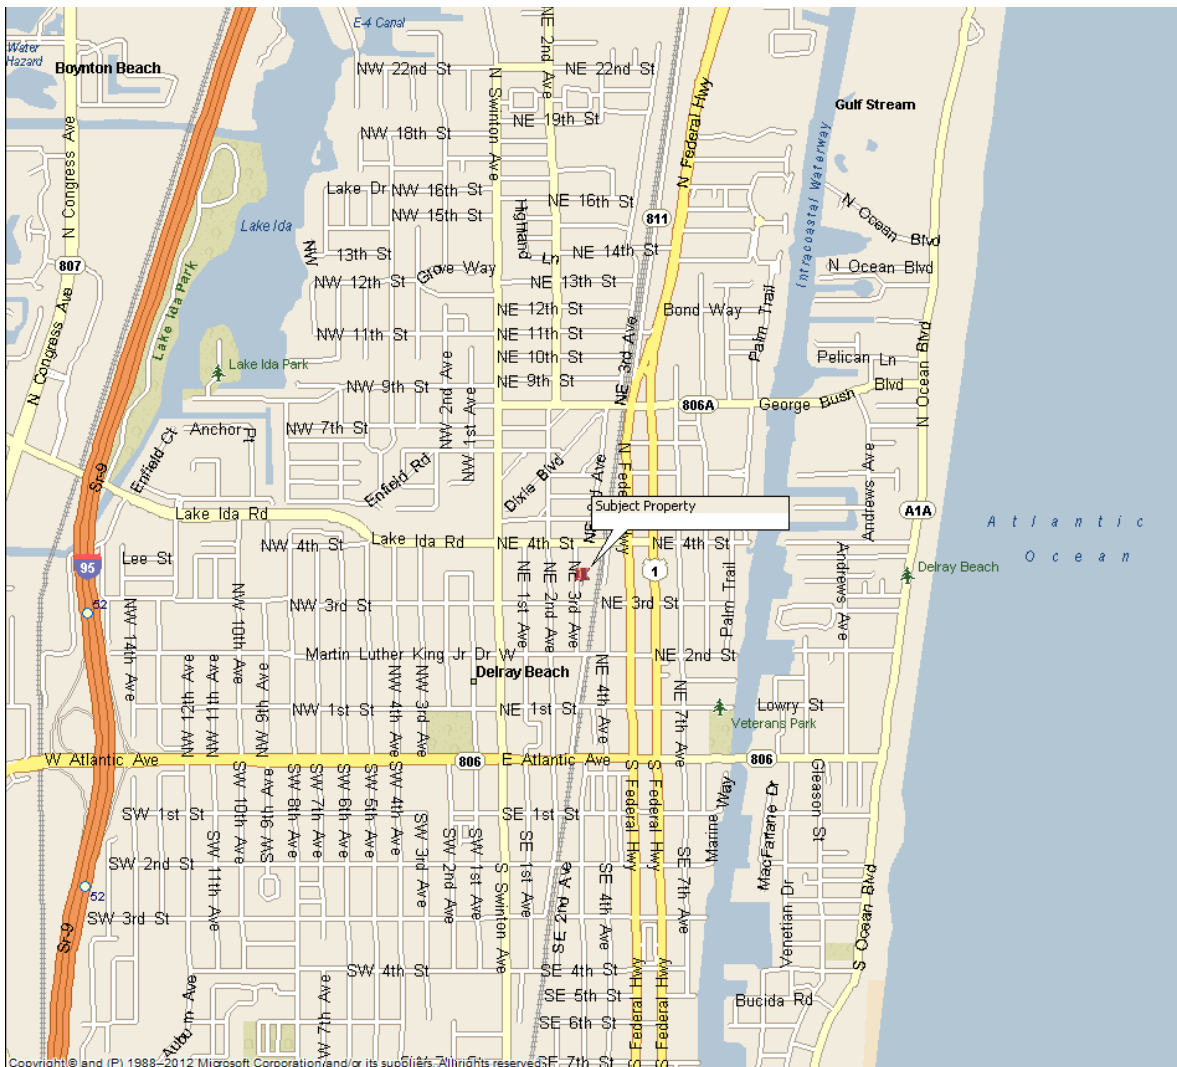 E-4 Canal
Water
Hazard
Boynton Beach
NW 22nd St
NE 22nd St
NE 2nd Ave
N Swinton Ave
N Federal Hwy
Gulf Stream
N Congress Ave
NE 19th St
NW 18th St
Lake Dr
NW 16th St
NE 16th St
NW 15th St
Highland
Ln
811
Intracoastal Waterway
N Ocean Blvd
Lake Ida
NW
13th St
NE 14th St
N Ocean Blvd
807
Grove Way
NW 12th St
NE 13th St
Lake Ida Park
N Congress Ave
NE 12th St
Bond Way
Palm Trail
NW 11th St
NE 11th St
NE 3rd Ave
N Ocean Blvd
NE 10th St
Pelican Ln
Lake Ida Park
NW 9th St
NE 9th St
NW 2nd Ave
NW 1st Ave
806A
George Bush
Blvd
Anchor Pt
NW 7th St
Enfield Ct
Enfield Rd
Dixie Blvd
Andrews Ave
Sr-9
Subject Property
Lake Ida Rd
A1A
Atlantic
Ocean
Lee St
NW 4th St
Lake Ida Rd
NE 4th St
NE 4th St
95
1
Delray Beach
52
NW 14th Ave
NW 10th Ave
NW 3rd St
NE 1st Ave
NE 2nd Ave
NE 3rd Ave
NE 3rd St
Palm Trail
Andrews Ave
Martin Luther King Jr Dr W
NE 2nd St
Delray Beach
NW 12th Ave
NW 11th Ave
NW 9th Ave
NW 4th Ave
NW 3rd Ave
NE 4th Ave
NE 7th Ave
NW 1st St
NE 1st St
Lowry St
Veterans Park
W Atlantic Ave
806
E Atlantic Ave
806
SW 10th Ave
SW 9th Ave
SW 8th Ave
SW 7th Ave
SW 6th Ave
SW 5th Ave
SW 4th Ave
S Federal Hwy
S Federal Hwy
Marine Way
MacFarlane Dr
Gleason St
SW 1st St
SE 1st St
SW 2nd St
SW 11th Ave
SW 3rd Ave
SW 2nd Ave
SW 1st Ave
S Swinton Ave
SE 1st Ave
SE 2nd Ave
SE 4th Ave
SE 7th Ave
Venetian Dr
S Ocean Blvd
52
SW 3rd St
Sr-9
SW 4th St
SE 4th St
Auburn Ave
SW 7th Ave
SE 5th St
S Federal Hwy
S Federal Hwy
Bucida Rd
SE 6th St
SE 7th St
Copyright © and (P) 1988–2012 Microsoft Corporation and/or its suppliers. All rights reserved.